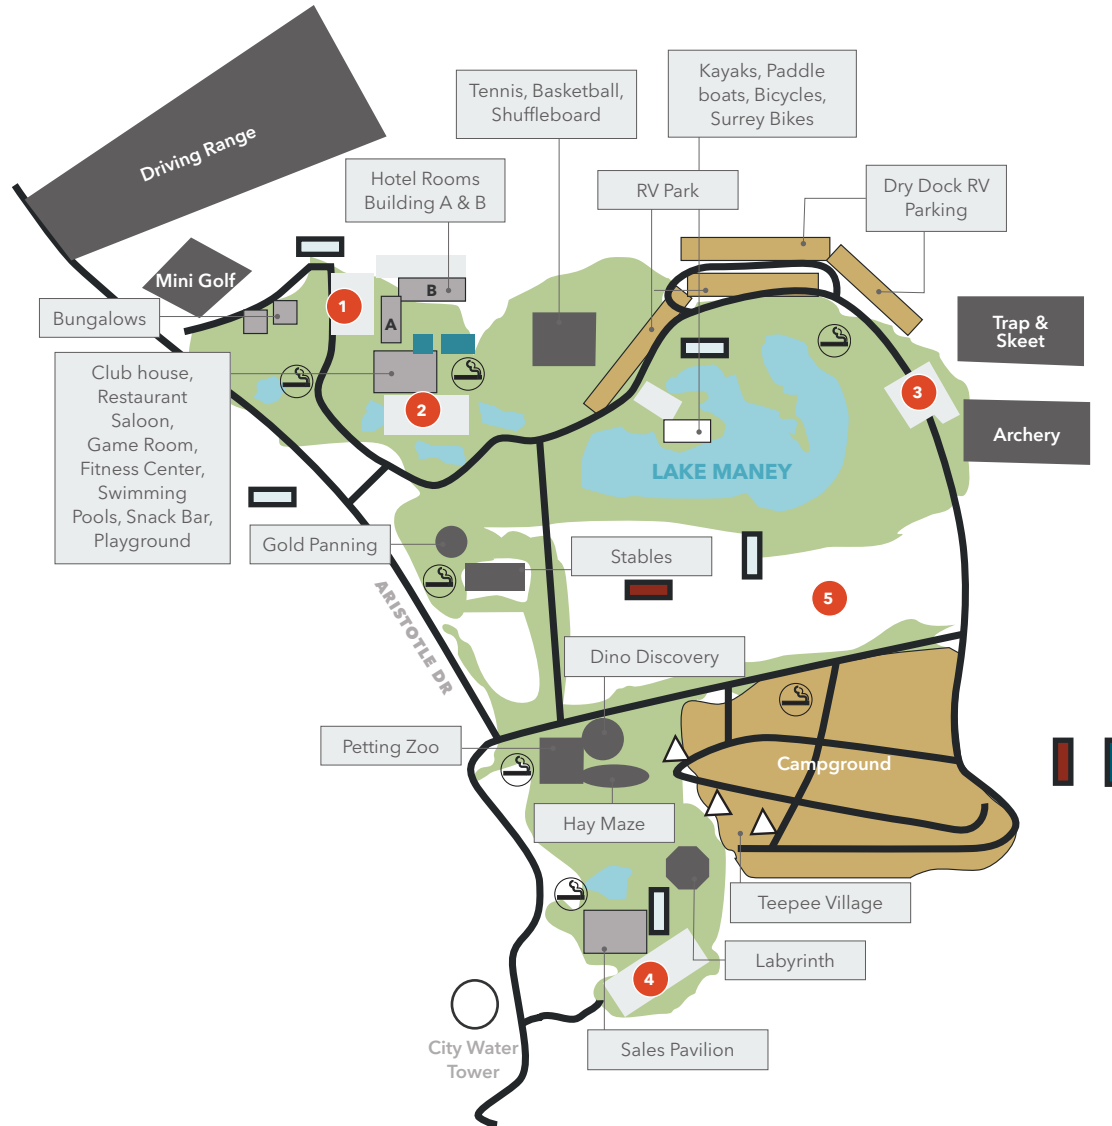 Driving Range
Mini Golf
Bungalows
Hotel Rooms
Building A & B
Tennis, Basketball,
Shuffleboard
Kayaks, Paddle
boats, Bicycles,
Surrey Bikes
RV Park
Dry Dock RV
Parking
B
A
1
2
3
Trap &
Skeet
Archery
Club house,
Restaurant
Saloon,
Game Room,
Fitness Center,
Swimming
Pools, Snack Bar,
Playground
LAKE MANEY
Gold Panning
Stables
5
ARISTOTLE DR
Dino Discovery
Petting Zoo
Campground
Hay Maze
Teepee Village
Labyrinth
4
City Water
Tower
Sales Pavilion